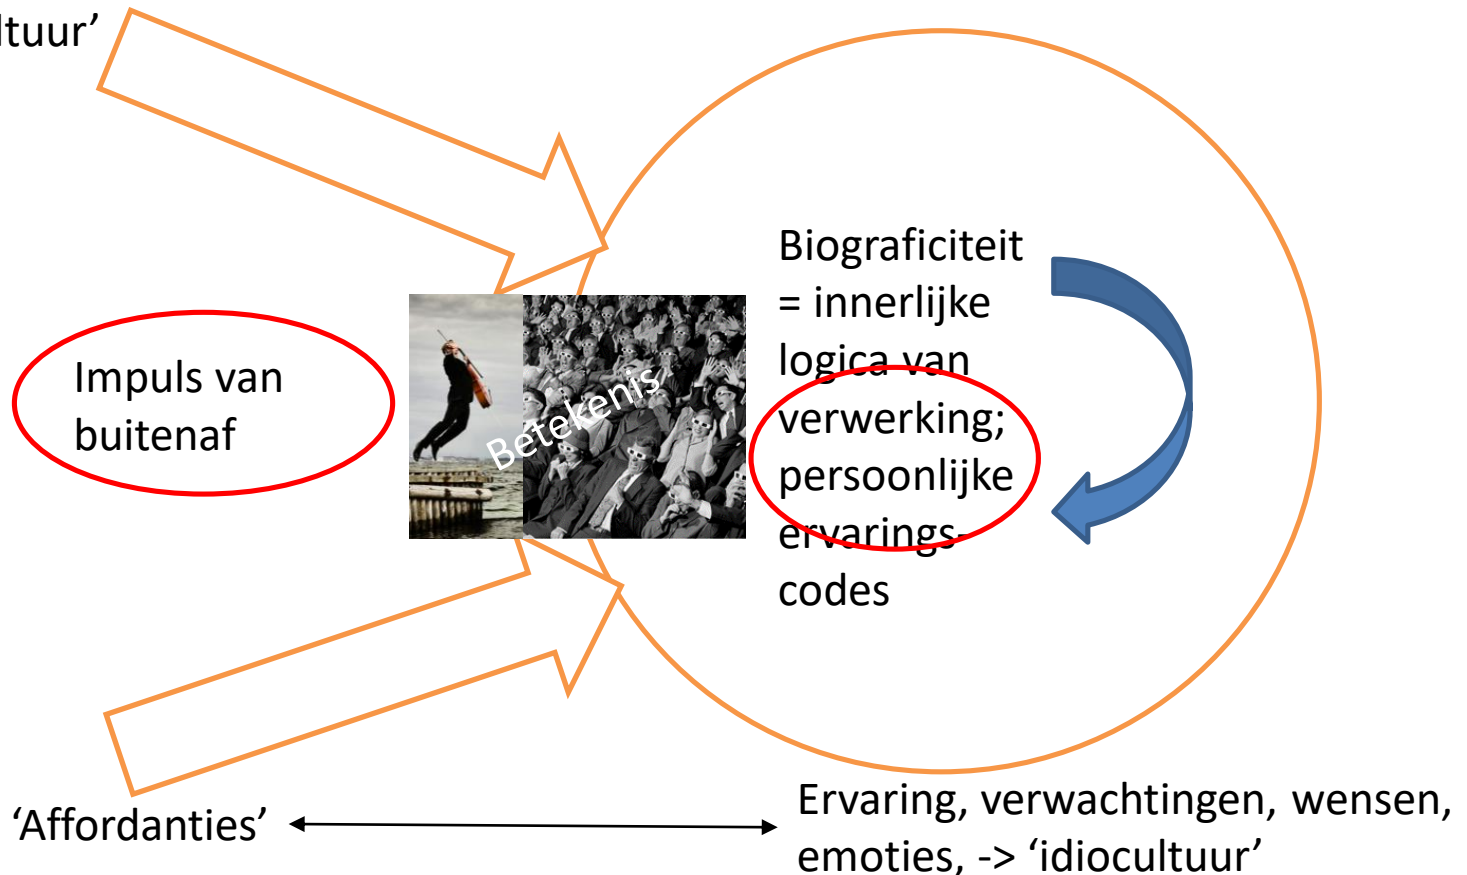 ltuur’
Biograficiteit
= innerlijke
logica van
verwerking;
persoonlijke
ervarings-
codes
Impuls van
buitenaf
Betekenis
‘Affordanties’
Ervaring, verwachtingen, wensen,
emoties, -> ‘idiocultuur’